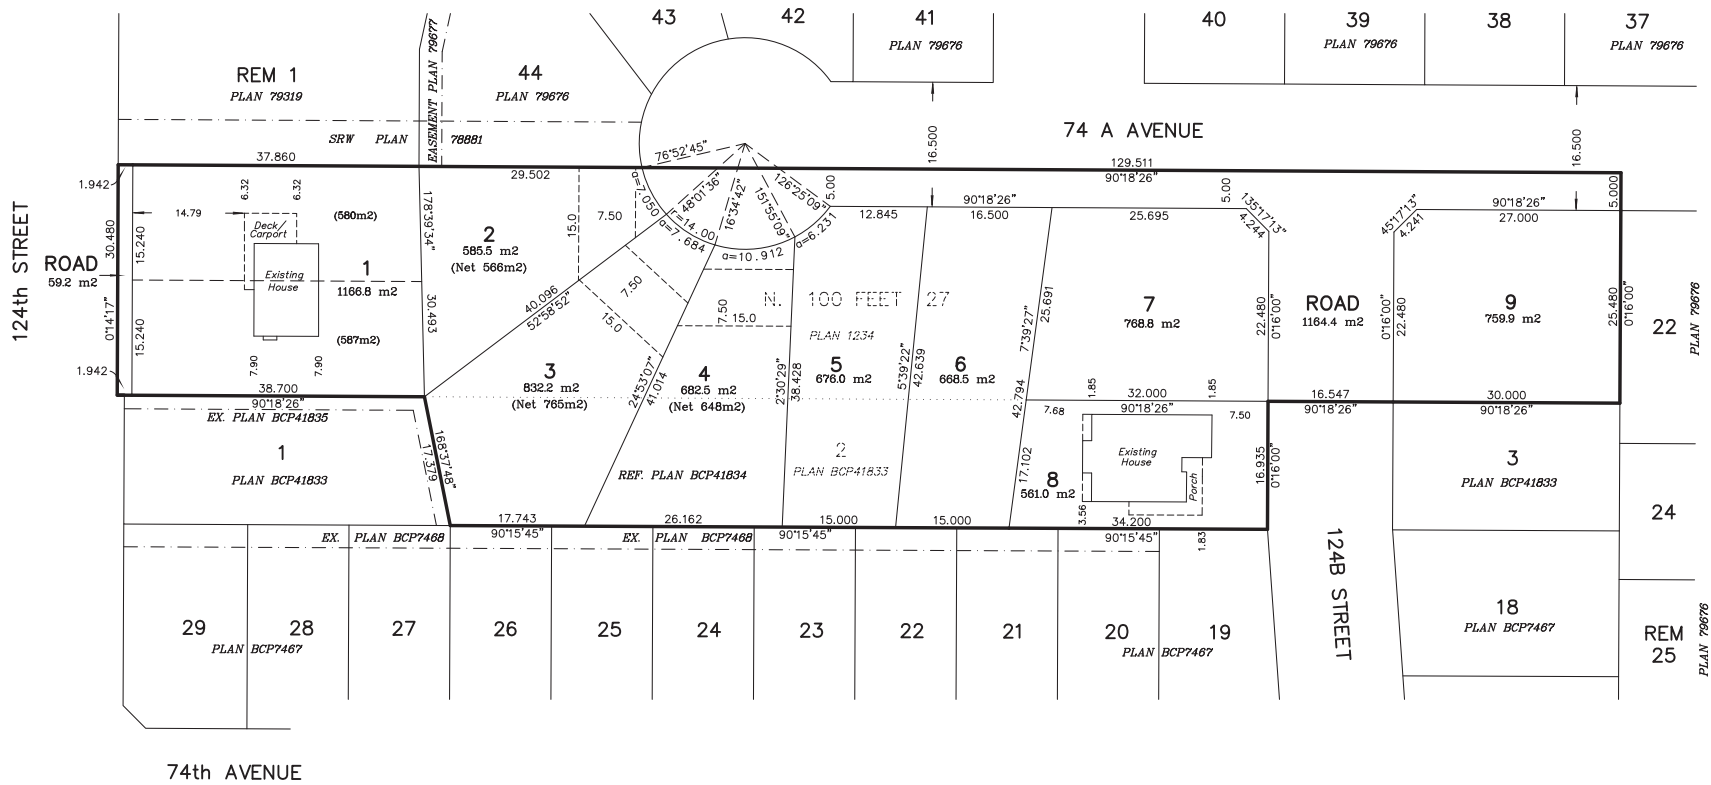 43
42
41
PLAN 79676
40
39
PLAN 79676
38
37
PLAN 79676
REM 1
PLAN 79319
EASEMENT PLAN 79677
44
PLAN 79676
SRW PLAN 78881
74 A AVENUE
16.500
16.500
37.860
29.502
76°52'45"
129.511
90°18'26"
1.942
6.32
6.32
14.79
(580m2)
Deck/
Carport
124th STREET
ROAD
59.2 m2
30.480
0°14'17"
15.240
15.240
Existing
House
1
1166.8 m2
(587m2)
7.90
7.90
1.942
38.700
90°18'26"
178°39'34"
30.493
2
585.5 m2
(Net 566m2)
15.0
7.50
a=7.050
r=14.00
48°01'36"
16°34'42"
151°55'09"
126°25'09"
a=7.684
a=10.912
a=6.231
5.00
12.845
90°18'26"
16.500
25.695
5.00
135°17'13"
4.244
45°17'13"
4.241
90°18'26"
27.000
5.000
40.096
52°58'52"
7.50
15.0
7.50
15.0
N. 100 FEET 27
PLAN 1234
3
832.2 m2
(Net 765m2)
24°53'07"
41.014
4
682.5 m2
(Net 648m2)
2°30'29"
38.428
5
676.0 m2
5°39'22"
42.639
6
668.5 m2
7°39'27"
25.691
42.794
17.102
7
768.8 m2
22.480
0°16'00"
ROAD
1164.4 m2
0°16'00"
22.480
9
759.9 m2
25.480
0°16'00"
22
PLAN 79676
1.85
32.000
90°18'26"
1.85
7.68
7.50
16.547
90°18'26"
30.000
90°18'26"
EX. PLAN BCP41835
1
PLAN BCP41833
168°37'48"
17.379
REF. PLAN BCP41834
2
PLAN BCP41833
Existing
House
Porch
8
561.0 m2
3.56
16.935
0°16'00"
3
PLAN BCP41833
24
17.743
90°15'45"
26.162
15.000
90°15'45"
15.000
34.200
90°15'45"
1.83
EX. PLAN BCP7468
EX. PLAN BCP7468
124B STREET
29
28
PLAN BCP7467
27
26
25
24
23
22
21
20
19
PLAN BCP7467
18
PLAN BCP7467
REM
25
PLAN 79676
74th AVENUE